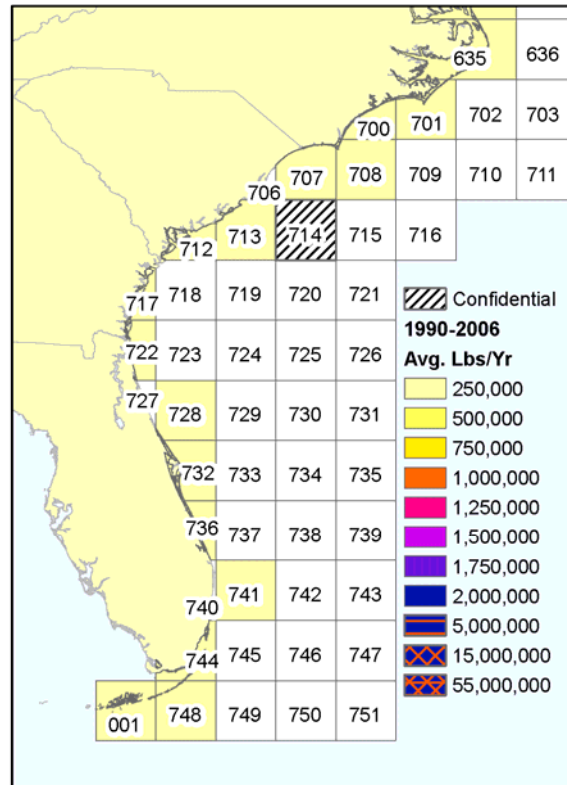 635 636
700 701 702 703
706 707 708 709 710 711
712 713 714 715 716
717 718 719 720 721
722 723 724 725 726
727 728 729 730 731
732 733 734 735
736 737 738 739
740 741 742 743
744 745 746 747
001 748 749 750 751
Confidential
1990-2006
Avg. Lbs/Yr
250,000
500,000
750,000
1,000,000
1,250,000
1,500,000
1,750,000
2,000,000
5,000,000
15,000,000
55,000,000